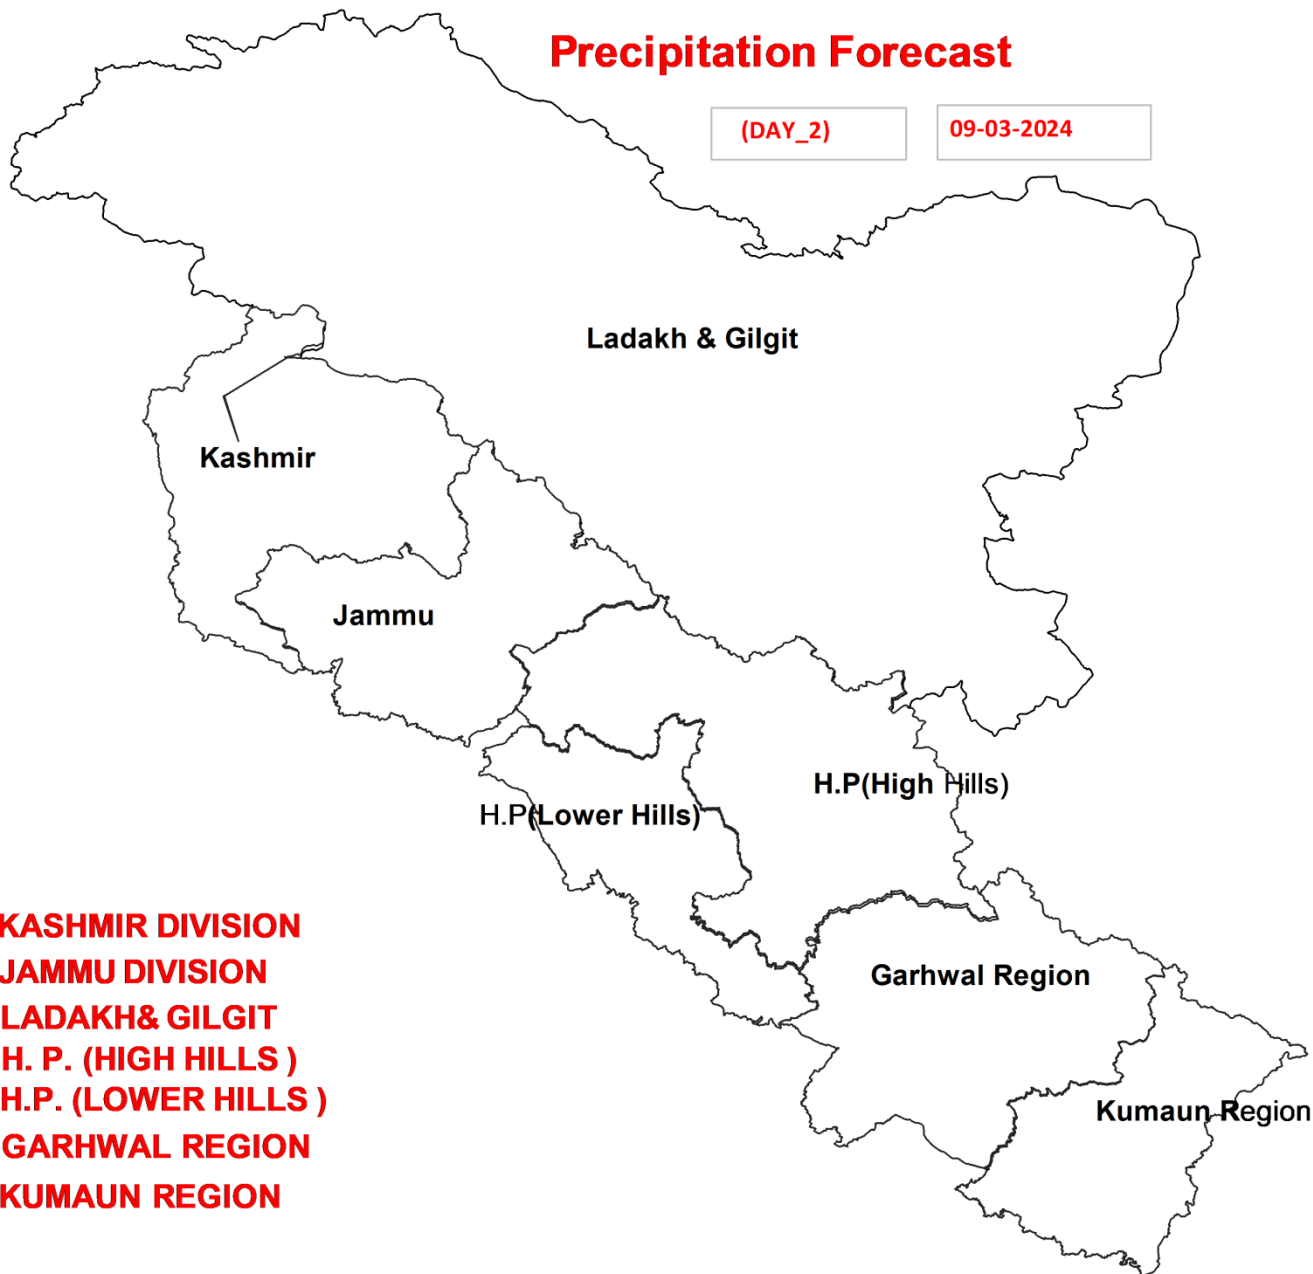 Precipitation Forecast
(DAY_2)
09-03-2024
Ladakh & Gilgit
Kashmir
Jammu
H.P(High Hills)
H.P(Lower Hills)
Garhwal Region
Kumaun Region
KASHMIR DIVISION
JAMMU DIVISION
LADAKH& GILGIT
H. P. (HIGH HILLS )
H.P. (LOWER HILLS )
GARHWAL REGION
KUMAUN REGION